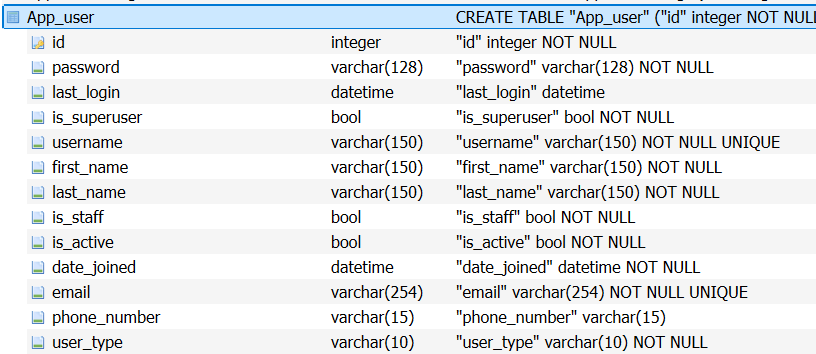 App_user CREATE TABLE "App_user" ("id" integer NOT NULL
id integer "id" integer NOT NULL
password varchar(128) "password" varchar(128) NOT NULL
last_login datetime "last_login" datetime
is_superuser bool "is_superuser" bool NOT NULL
username varchar(150) "username" varchar(150) NOT NULL UNIQUE
first_name varchar(150) "first_name" varchar(150) NOT NULL
last_name varchar(150) "last_name" varchar(150) NOT NULL
is_staff bool "is_staff" bool NOT NULL
is_active bool "is_active" bool NOT NULL
date_joined datetime "date_joined" datetime NOT NULL
email varchar(254) "email" varchar(254) NOT NULL UNIQUE
phone_number varchar(15) "phone_number" varchar(15)
user_type varchar(10) "user_type" varchar(10) NOT NULL